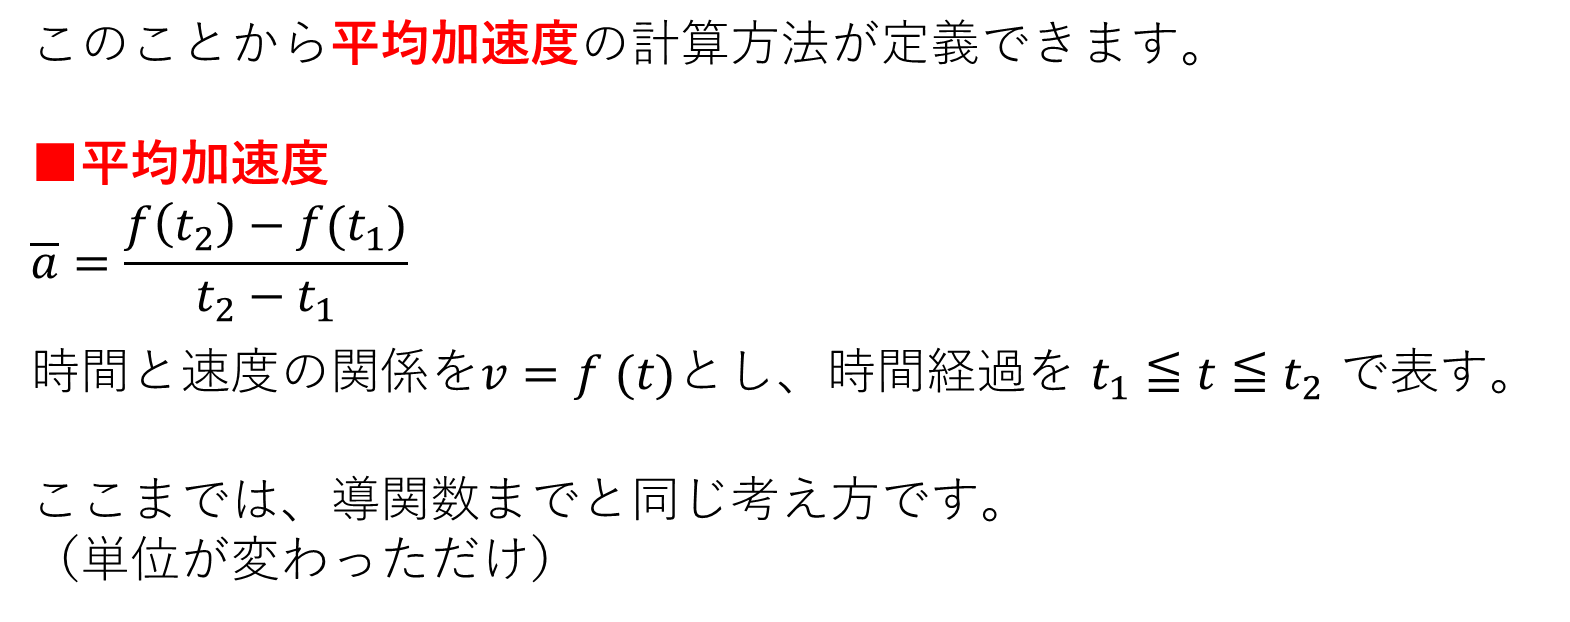 このことから平均加速度の計算方法が定義できます。
■平均加速度
a̅ = (f(t₂) − f(t₁)) / (t₂ − t₁)
時間と速度の関係をv = f (t)とし、時間経過を t₁ ≦ t ≦ t₂ で表す。
ここまでは、導関数までと同じ考え方です。
（単位が変わっただけ）